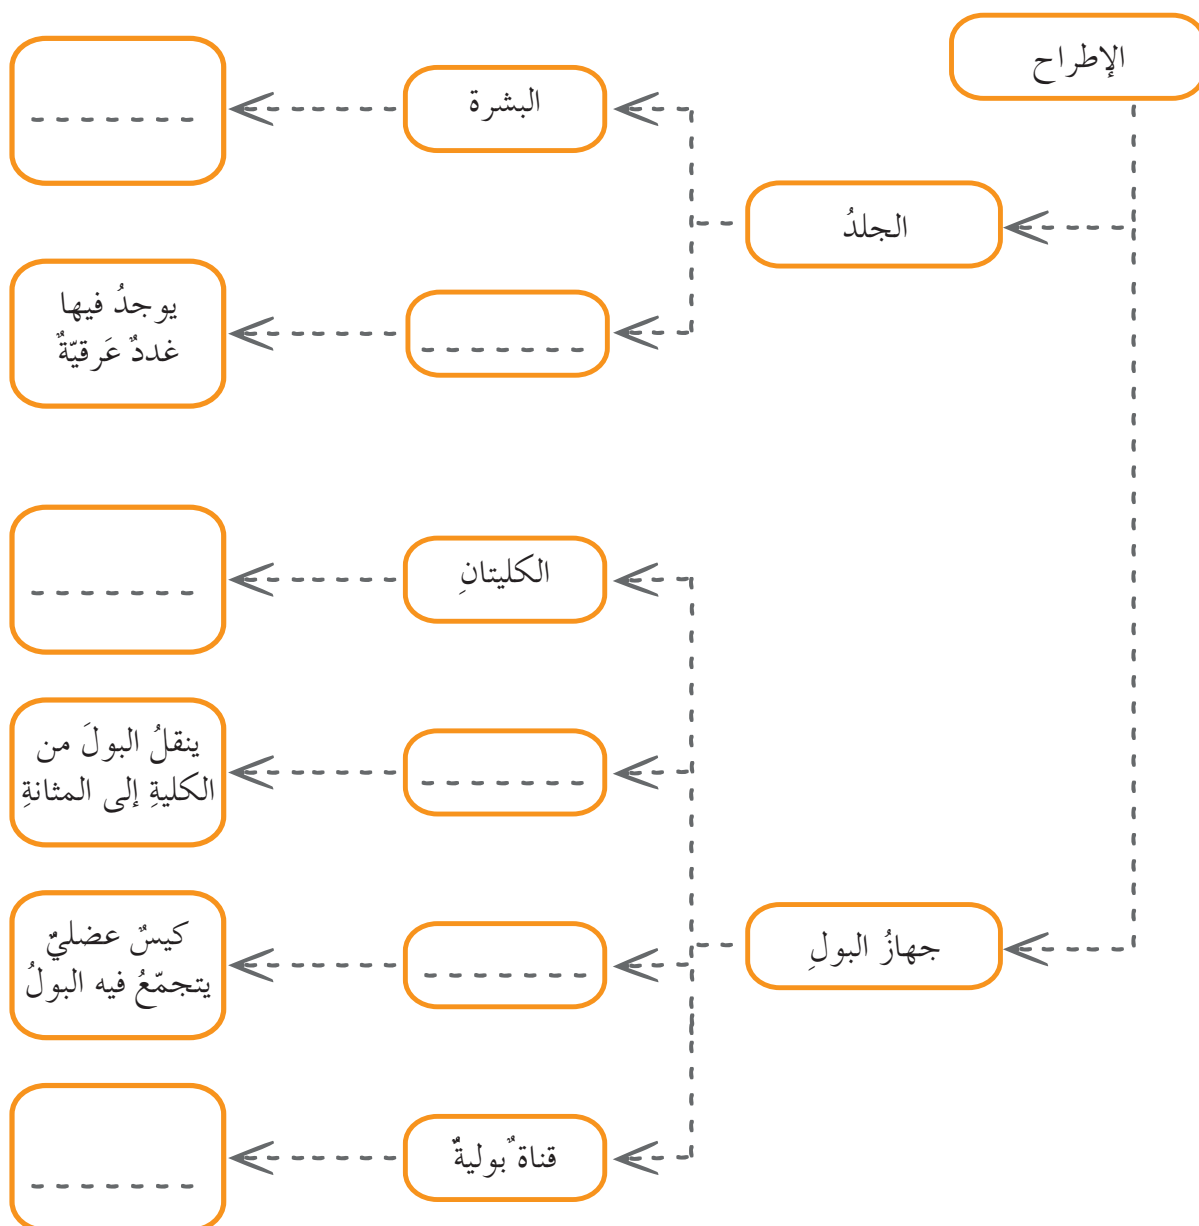 الإطراح
الجلدُ
البشرة
يوجدُ فيها
غددٌ عَرقيّةٌ
جهازُ البولِ
الكليتانِ
ينقلُ البولَ من
الكليةِ إلى المثانةِ
كيسٌ عضليٌ
يتجمّعُ فيه البولُ
قناةٌ بوليةٌ